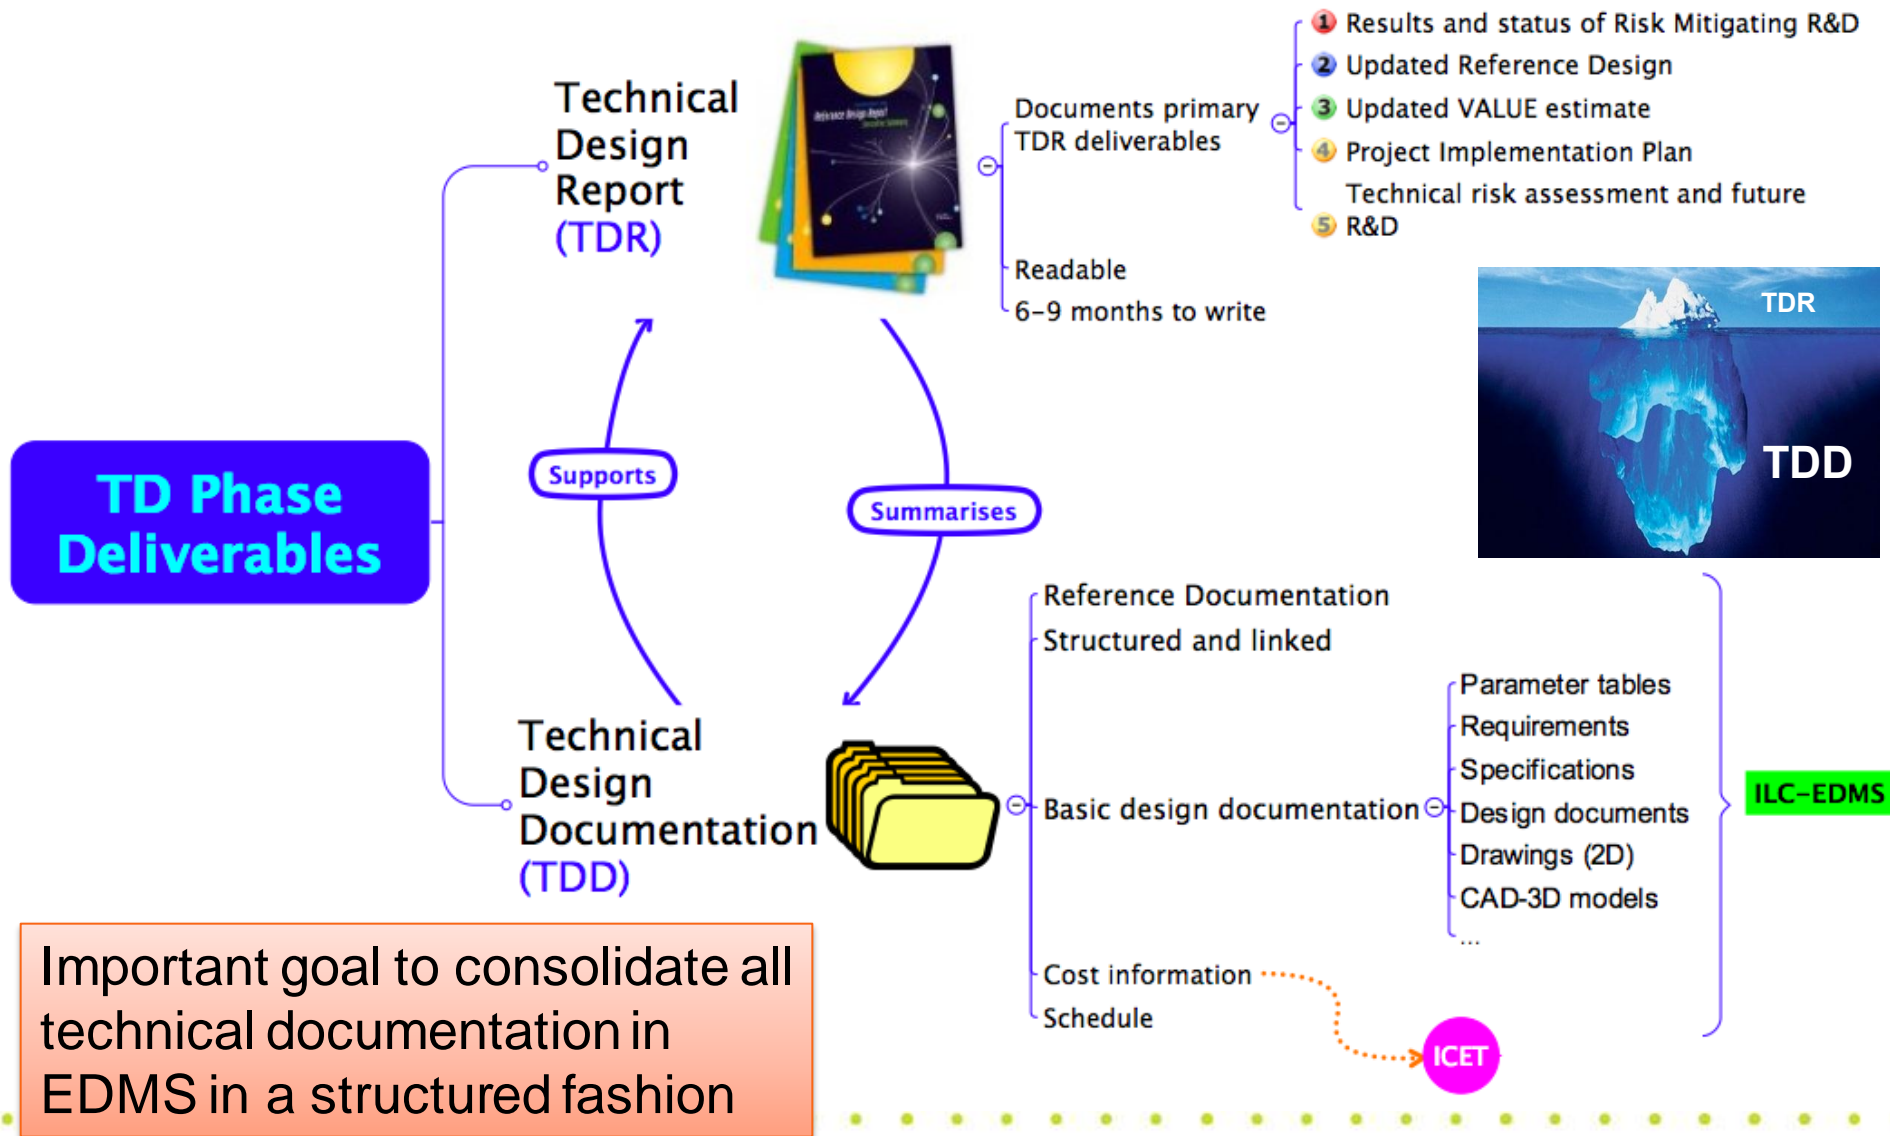 Technical
Design
Report
(TDR)
Reference Design Report
Documents primary
TDR deliverables
1 Results and status of Risk Mitigating R&D
2 Updated Reference Design
3 Updated VALUE estimate
4 Project Implementation Plan
Technical risk assessment and future
5 R&D
Readable
6-9 months to write
TDR
TDD
Supports
Summarises
TD Phase
Deliverables
Technical
Design
Documentation
(TDD)
Reference Documentation
Structured and linked
Basic design documentation
Parameter tables
Requirements
Specifications
Design documents
Drawings (2D)
CAD-3D models
...
ILC-EDMS
Cost information
Schedule
ICET
Important goal to consolidate all
technical documentation in
EDMS in a structured fashion